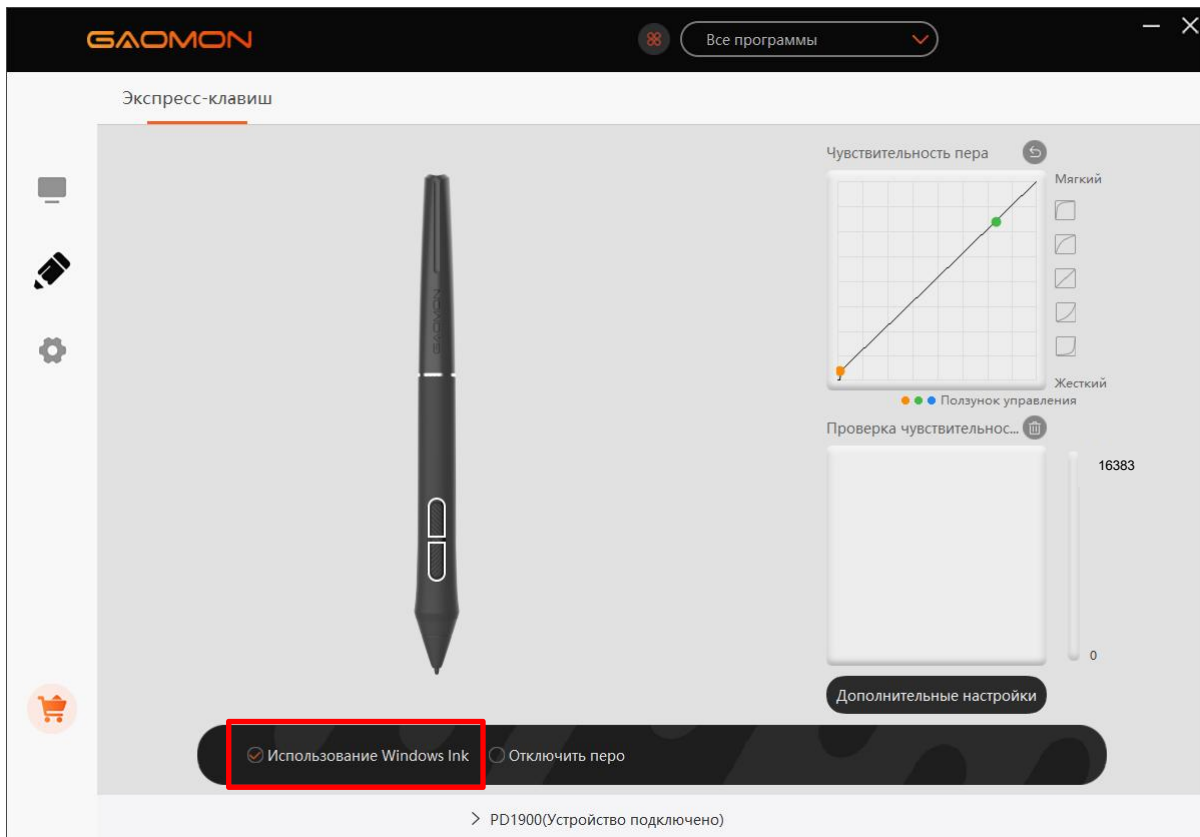 GAOMON
Все программы
Экспресс-клавиш
Чувствительность пера
Мягкий
GAOMON
Жесткий
Ползунок управления
Проверка чувствительнос...
16383
0
Дополнительные настройки
Использование Windows Ink
Отключить перо
PD1900(Устройство подключено)